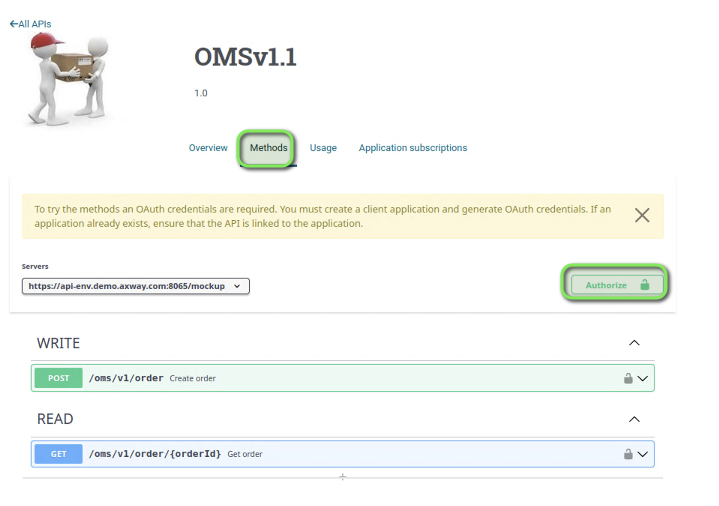 ←All APIs
OMSv1.1
1.0
Overview Methods Usage Application subscriptions
To try the methods an OAuth credentials are required. You must create a client application and generate OAuth credentials. If an
application already exists, ensure that the API is linked to the application.
Servers
https://api-env.demo.axway.com:8065/mockup
Authorize
WRITE
POST /oms/v1/order Create order
READ
GET /oms/v1/order/{orderId} Get order